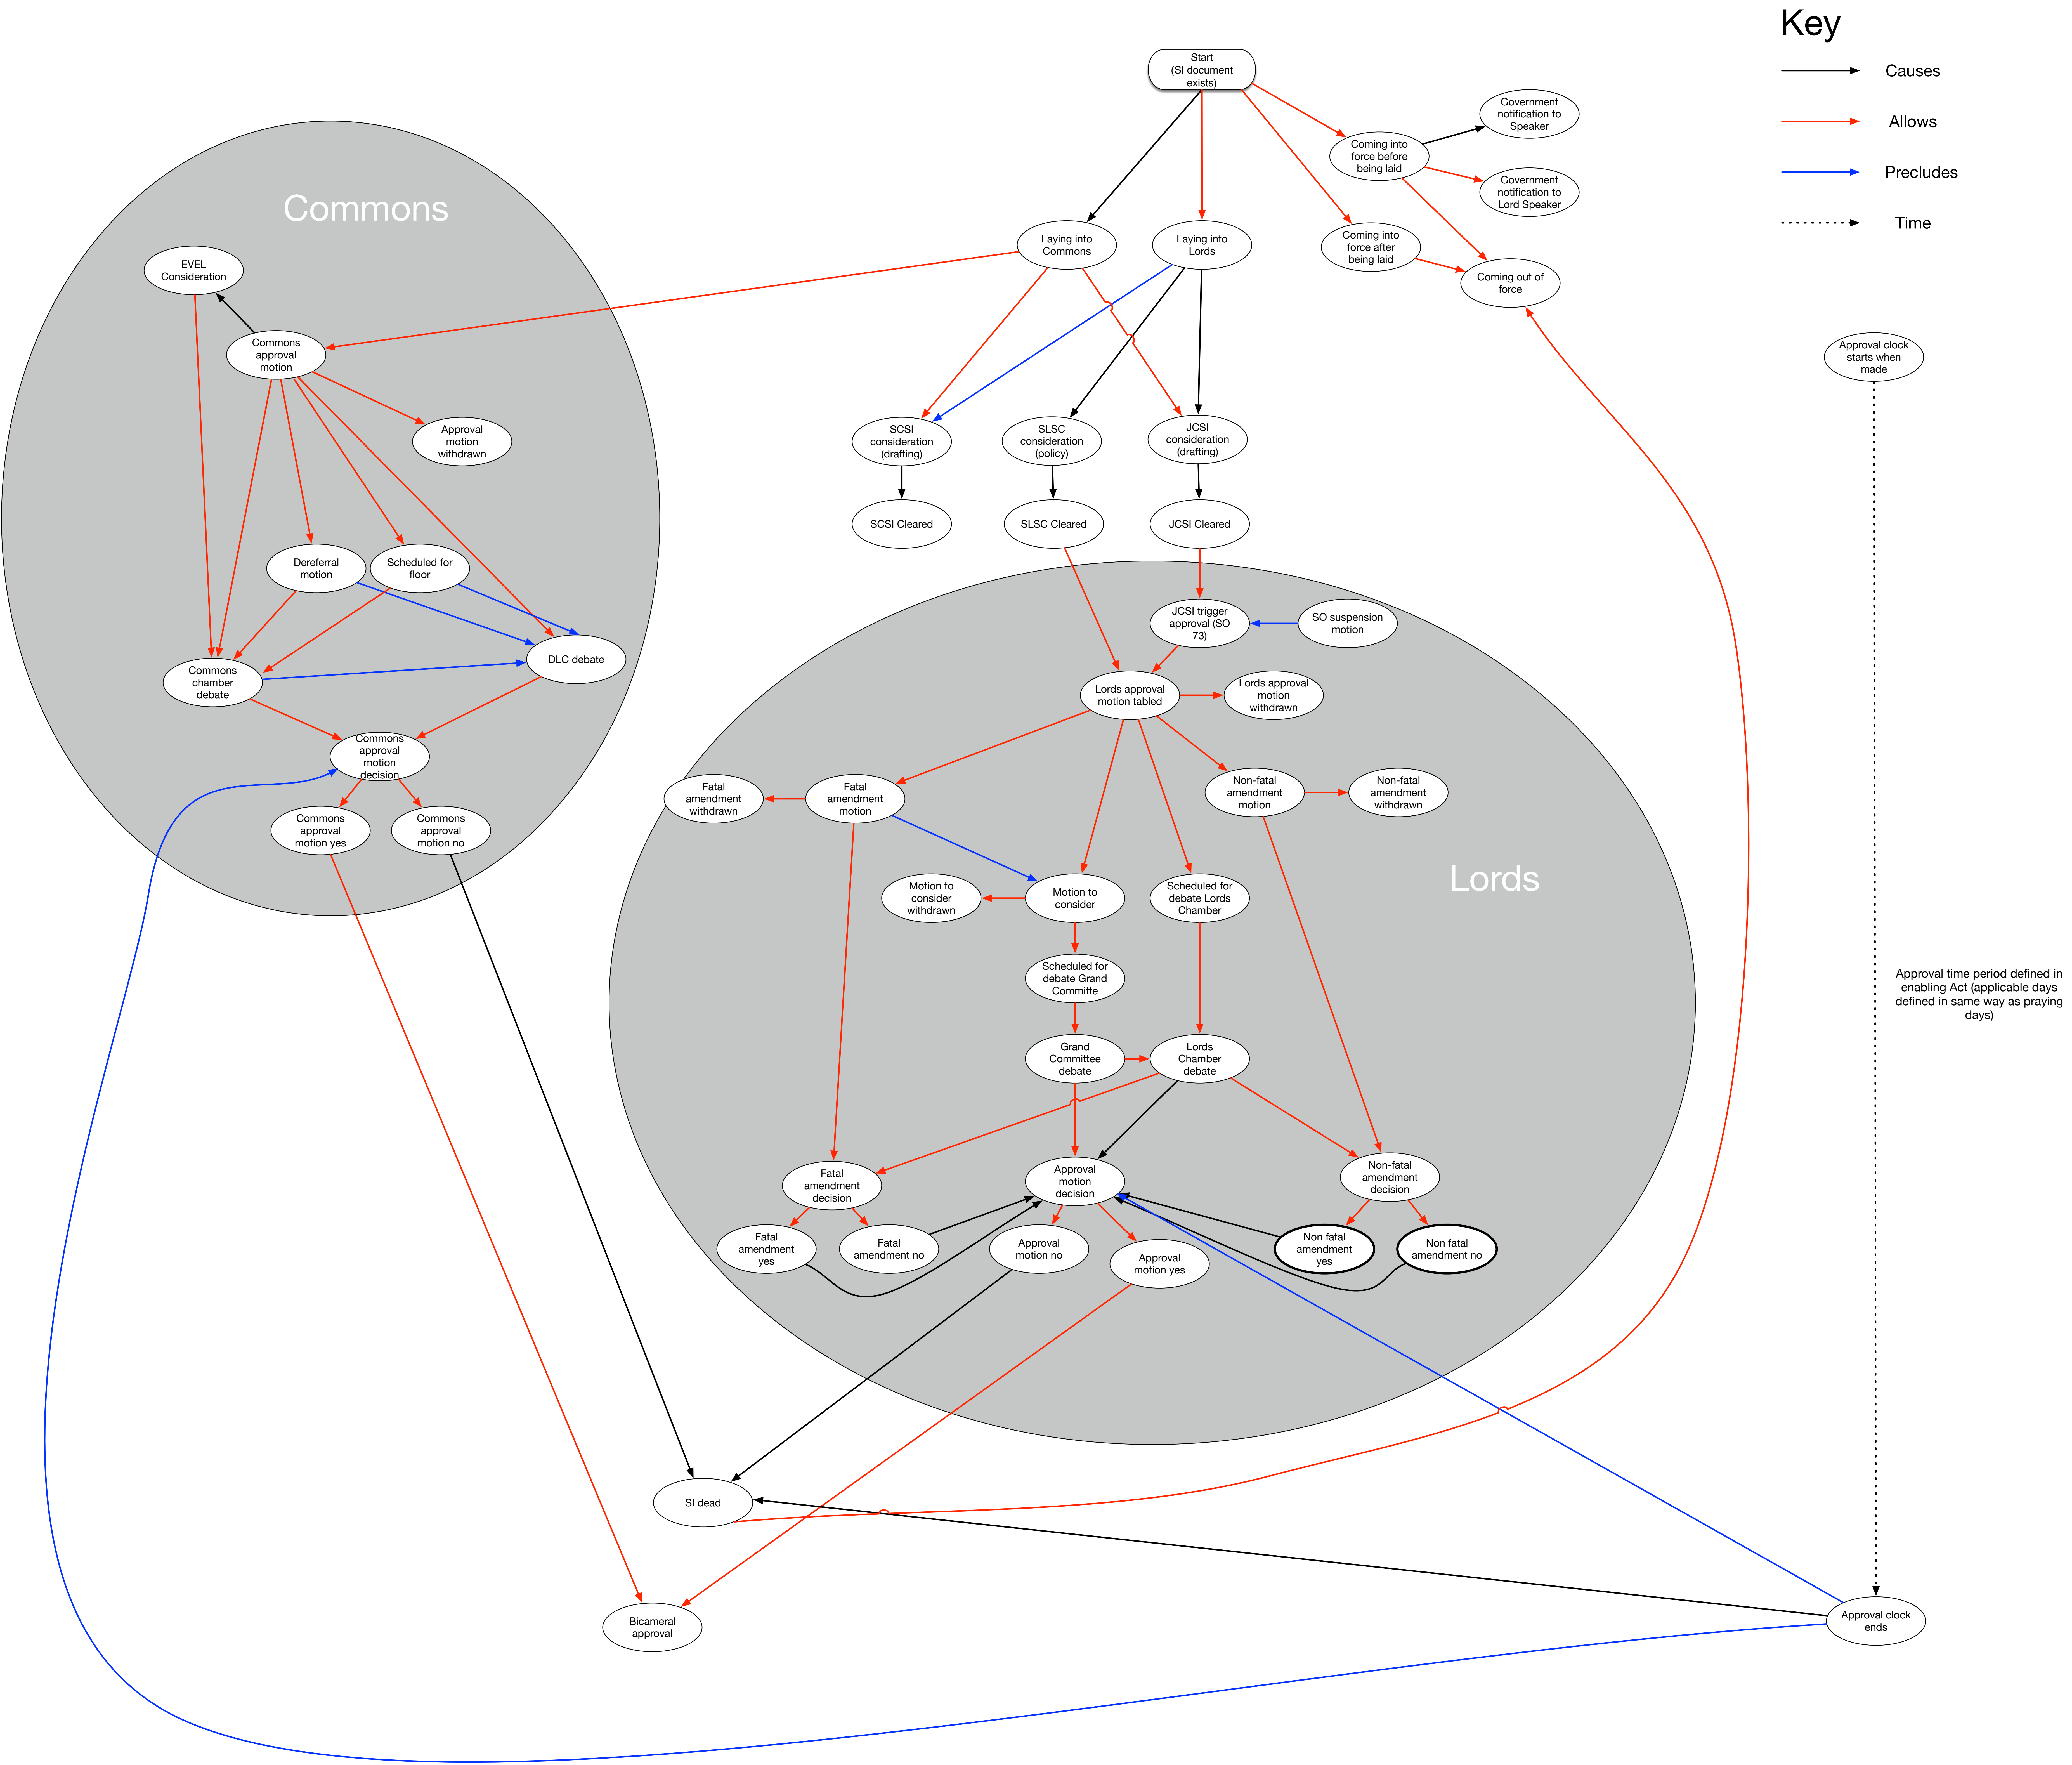 Key
Causes
Allows
Precludes
Time
Start
(SI document
exists)
Government
notification to
Speaker
Coming into
force before
being laid
Government
notification to
Lord Speaker
Commons
Laying into
Commons
Laying into
Lords
Coming into
force after
being laid
Coming out of
force
EVEL
Consideration
Commons
approval
motion
Approval clock
starts when
made
Approval
motion
withdrawn
SCSI
consideration
(drafting)
SLSC
consideration
(policy)
JCSI
consideration
(drafting)
SCSI Cleared
SLSC Cleared
JCSI Cleared
Dereferral
motion
Scheduled for
floor
JCSI trigger
approval (SO
73)
SO suspension
motion
DLC debate
Commons
chamber
debate
Lords approval
motion tabled
Lords approval
motion
withdrawn
Commons
approval
motion
decision
Fatal
amendment
withdrawn
Fatal
amendment
motion
Non-fatal
amendment
motion
Non-fatal
amendment
withdrawn
Commons
approval
motion yes
Commons
approval
motion no
Lords
Motion to
consider
withdrawn
Motion to
consider
Scheduled for
debate Lords
Chamber
Scheduled for
debate Grand
Committe
Approval time period defined in
enabling Act (applicable days
defined in same way as praying
days)
Grand
Committee
debate
Lords
Chamber
debate
Fatal
amendment
decision
Approval
motion
decision
Non-fatal
amendment
decision
Fatal
amendment
yes
Fatal
amendment no
Approval
motion no
Approval
motion yes
Non fatal
amendment
yes
Non fatal
amendment no
SI dead
Bicameral
approval
Approval clock
ends